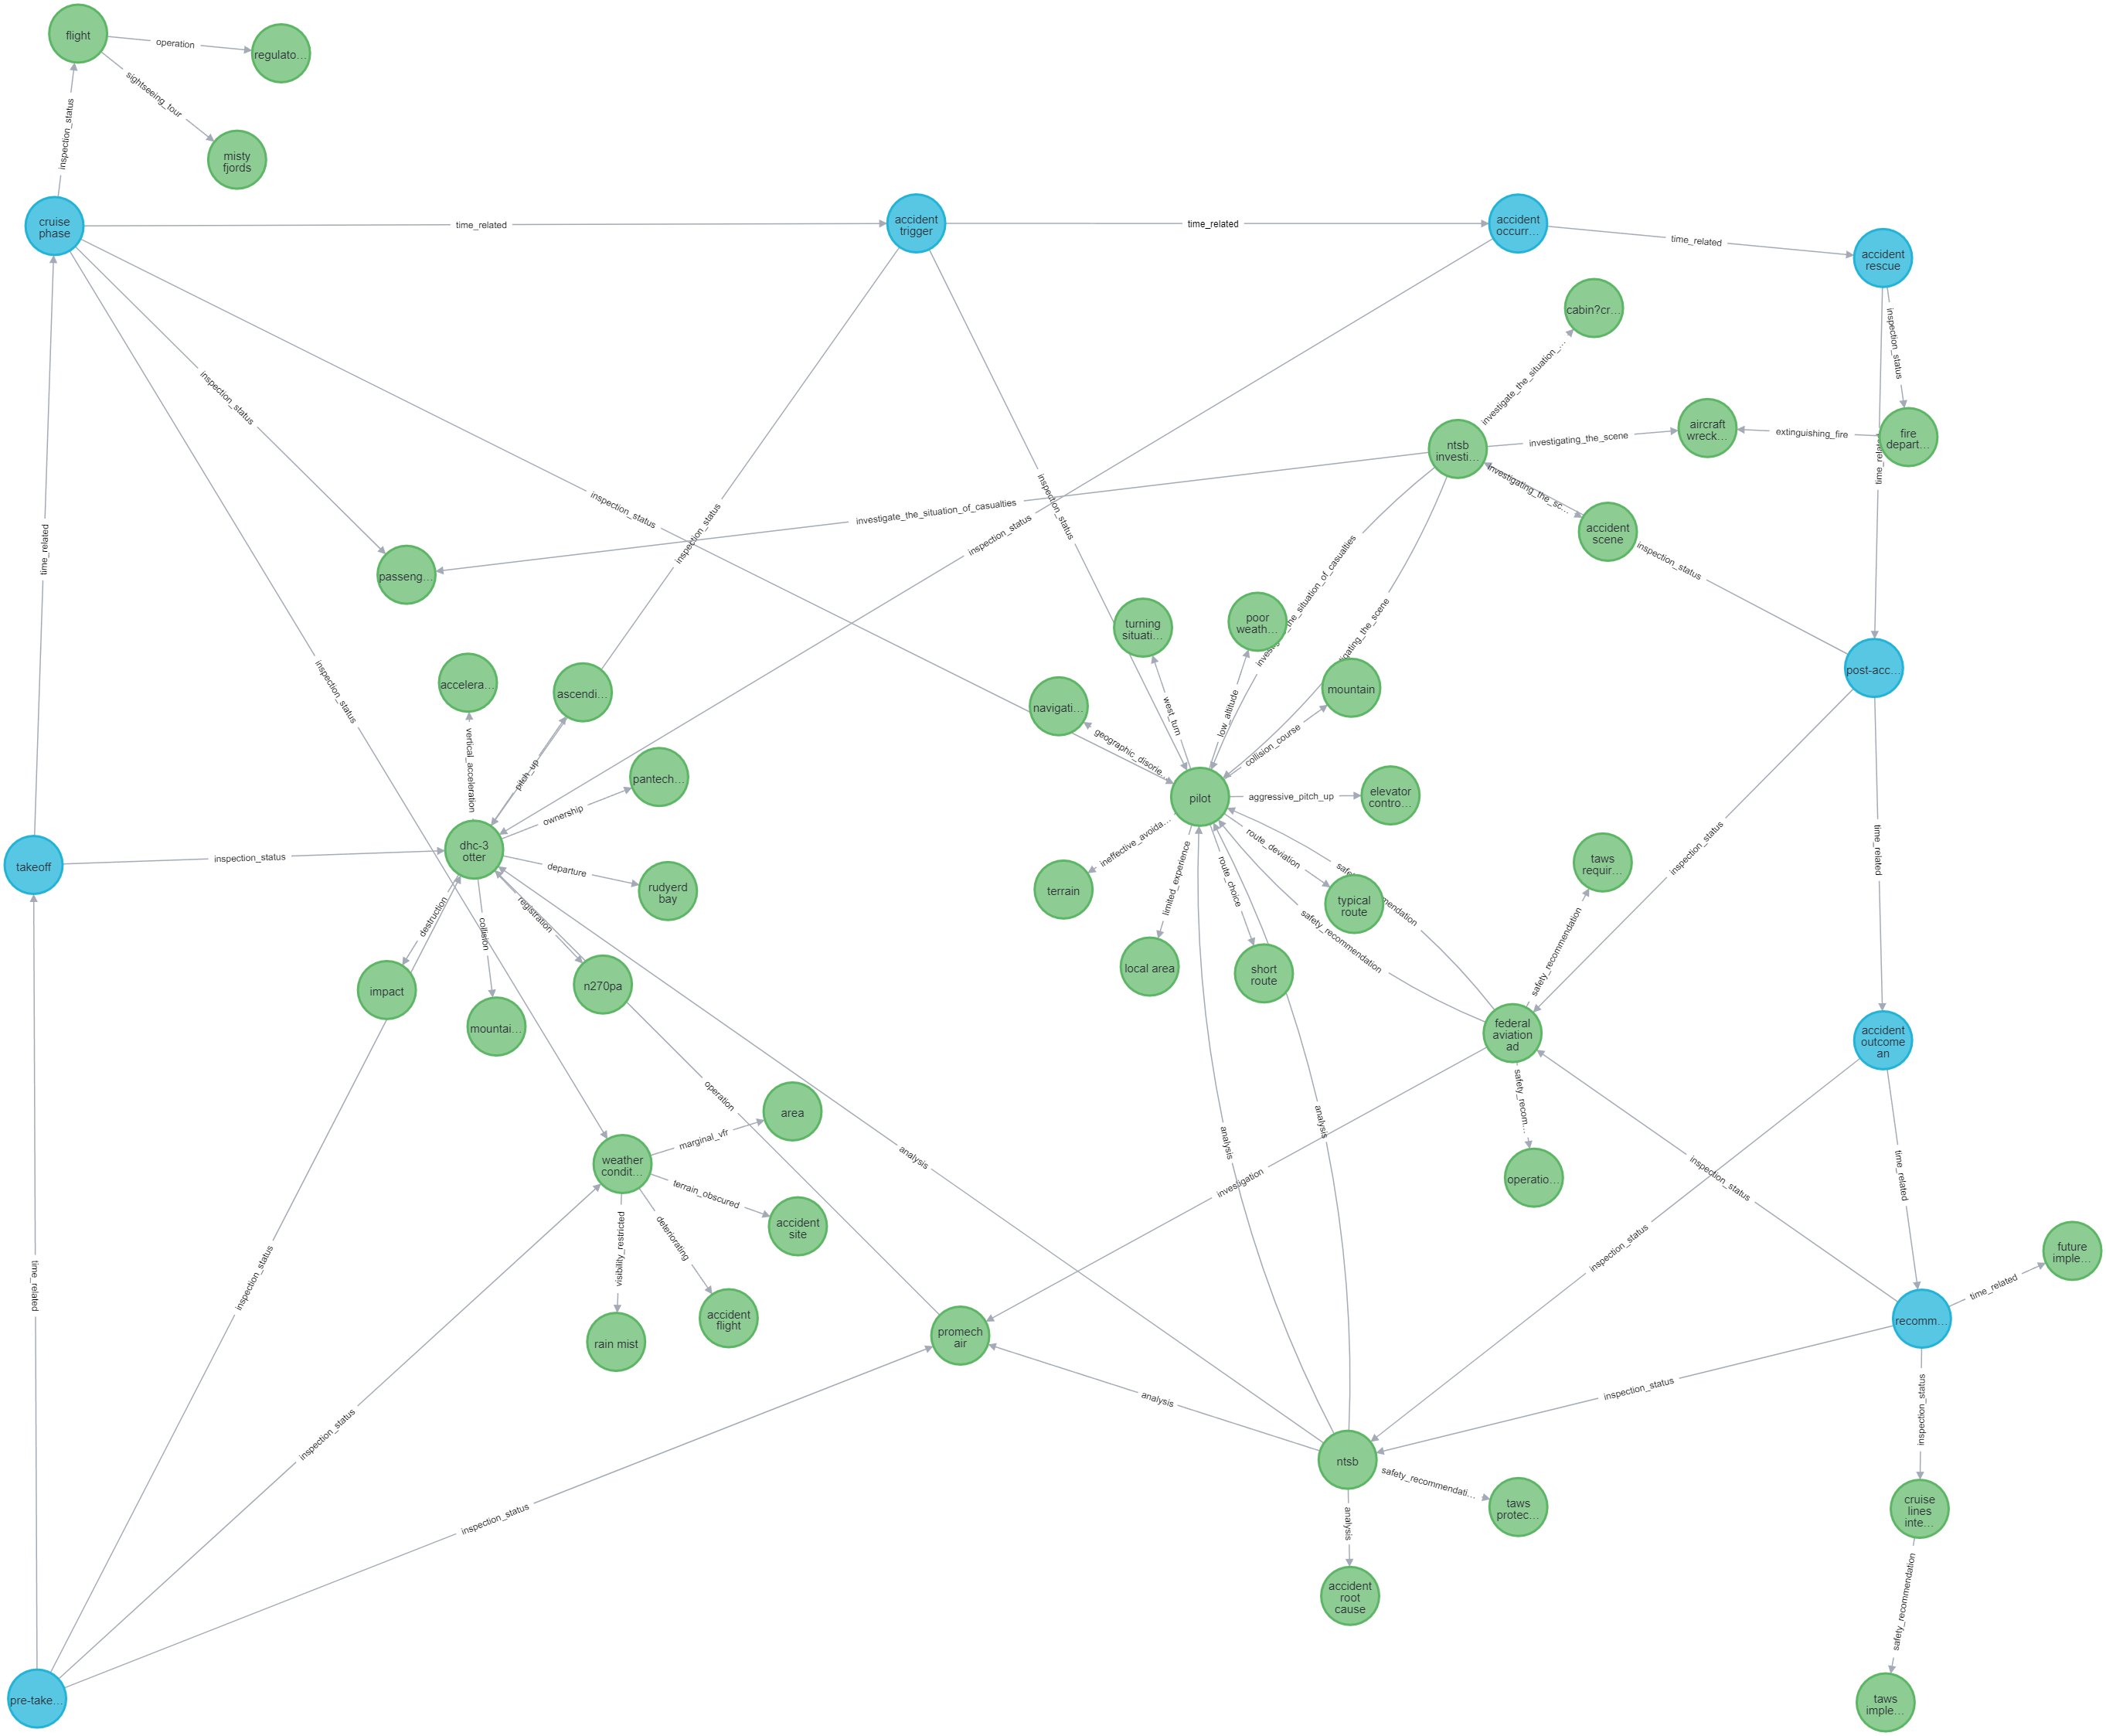 flight
operation
regulato…
sightseeing_tour
misty
fjords
inspection_status
cruise
phase
time_related
accident
trigger
time_related
accident
occurr…
time_related
accident
rescue
cabin?cr…
inspection_status
investigate_the_situation_…
inspection_status
aircraft
wreck…
extinguishing_fire
fire
depart…
ntsb
investi…
investigating_the_scene
time_rela
investigating_the_sc…
inspection_status
inspection_status
investigate_the_situation_of_casualties
inspection_status
inspection_status
accident
scene
inspection_status
time_related
passeng…
investi
the_situation_of_casualties
tigating_the_scene
turning
situati…
poor
weath…
inspection_status
accelera…
ascendi…
navigati…
west_turn
low_altitude
mountain
post-acc…
vertical_acceleration
pitch_up
pantech…
geographic_disorie…
collision_course
pilot
aggressive_pitch_up
elevator
contro…
ownership
takeoff
inspection_status
dhc-3
otter
departure
rudyerd
bay
ineffective_avoida…
terrain
limited_experience
route_choice
route_deviation
safe
mmendation
typical
route
taws
requir…
inspection_status
time_related
destruction
collision
registration
safety_recommendation
safety_recommendation
impact
n270pa
mountai…
local area
short
route
federal
aviation
ad
accident
outcome
an
operation
area
marginal_vfr
weather
condit…
terrain_obscured
accident
site
analysis
analysis
analysis
safety_recom…
operatio…
investigation
inspection_status
time_related
visibility_restricted
deteriorating
inspection_status
inspection_status
future
imple…
time_related
time_related
rain mist
accident
flight
promech
air
recomm…
inspection_status
analysis
inspection_status
inspection_status
ntsb
safety_recommendati…
taws
protec…
cruise
lines
inte…
inspection_status
analysis
accident
root
cause
safety_recommendation
pre-take…
taws
imple…